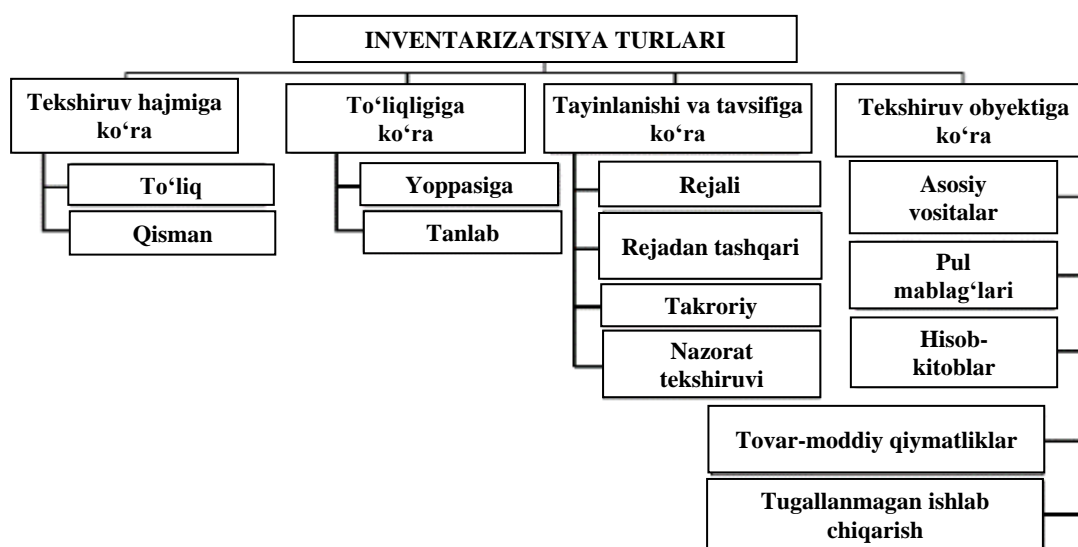 INVENTARIZATSIYA TURLARI
Tekshiruv hajmiga
ko‘ra
To‘liq
Qisman
To‘liqligiga
ko‘ra
Yoppasiga
Tanlab
Tayinlanishi va tavsifiga
ko‘ra
Rejali
Rejadan tashqari
Takroriy
Nazorat
tekshiruvi
Tekshiruv obyektiga
ko‘ra
Asosiy
vositalar
Pul
mablag‘lari
Hisob-
kitoblar
Tovar-moddiy qiymatliklar
Tugallanmagan ishlab
chiqarish